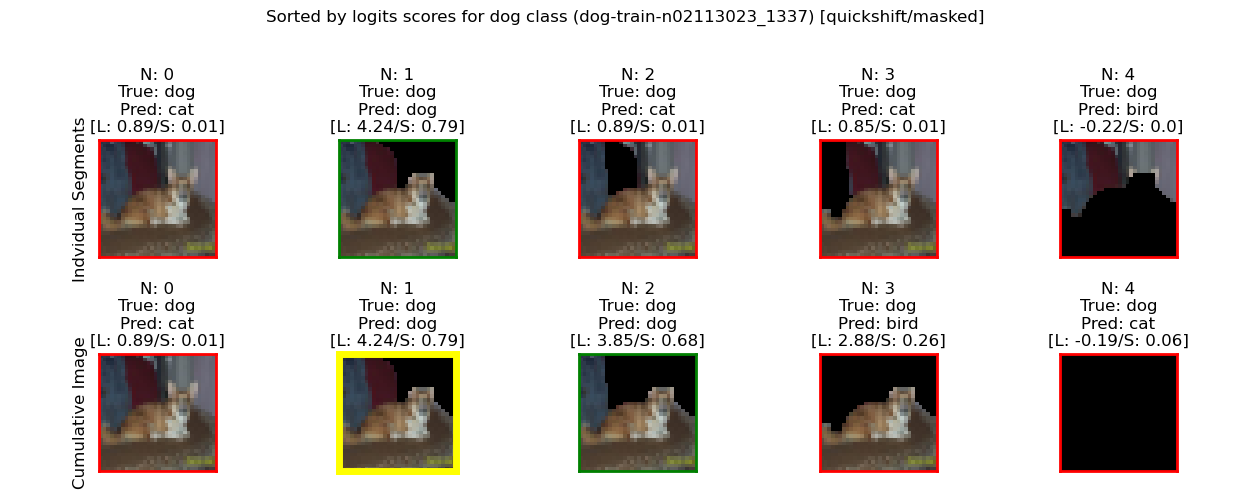 Sorted by logits scores for dog class (dog-train-n02113023_1337) [quickshift/masked]
Indvidual Segments
N: 0
True: dog
Pred: cat
[L: 0.89/S: 0.01]
N: 1
True: dog
Pred: dog
[L: 4.24/S: 0.79]
N: 2
True: dog
Pred: cat
[L: 0.89/S: 0.01]
N: 3
True: dog
Pred: cat
[L: 0.85/S: 0.01]
N: 4
True: dog
Pred: bird
[L: -0.22/S: 0.0]
Cumulative Image
N: 0
True: dog
Pred: cat
[L: 0.89/S: 0.01]
N: 1
True: dog
Pred: dog
[L: 4.24/S: 0.79]
N: 2
True: dog
Pred: dog
[L: 3.85/S: 0.68]
N: 3
True: dog
Pred: bird
[L: 2.88/S: 0.26]
N: 4
True: dog
Pred: cat
[L: -0.19/S: 0.06]